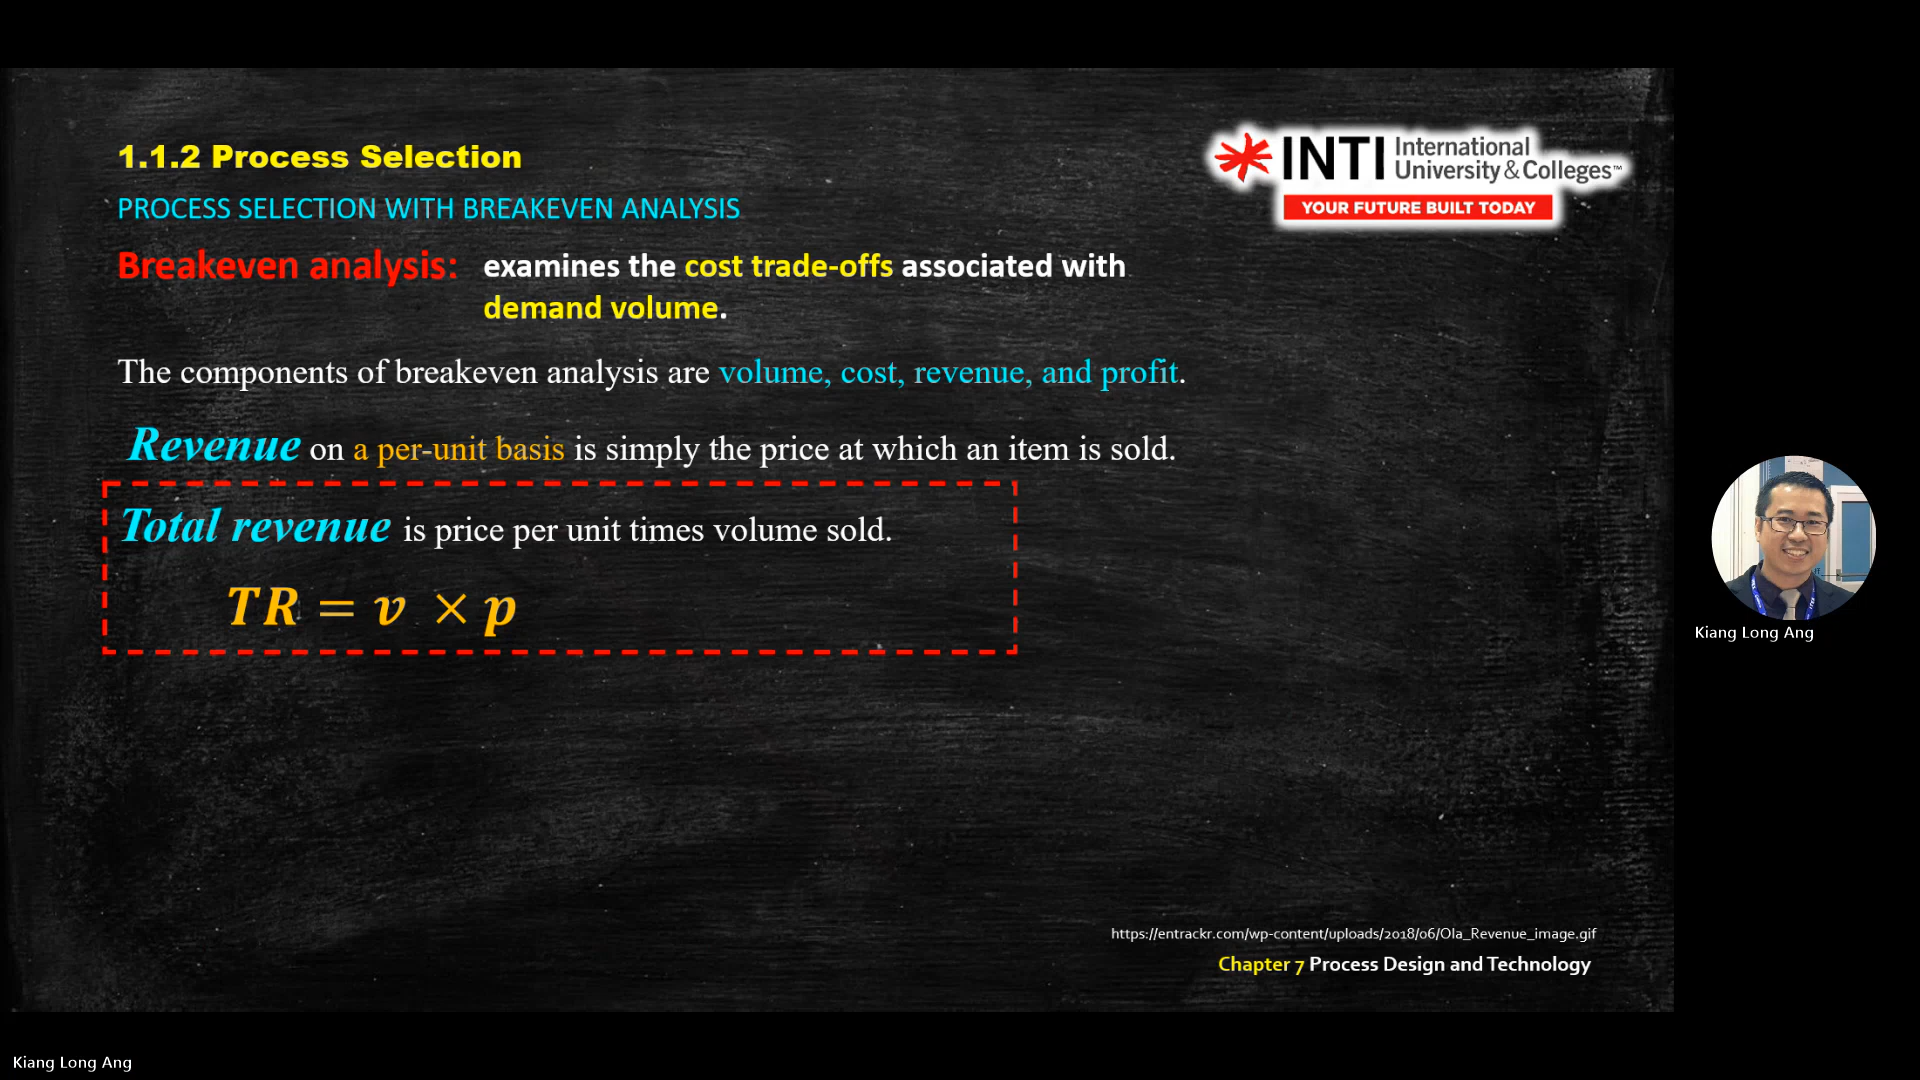 1.1.2 Process Selection
PROCESS SELECTION WITH BREAKEVEN ANALYSIS
Breakeven analysis: examines the cost trade-offs associated with
demand volume.
The components of breakeven analysis are volume, cost, revenue, and profit.
Revenue on a per-unit basis is simply the price at which an item is sold.
Total revenue is price per unit times volume sold.
TR = v × p
INTI International
University & Colleges™
YOUR FUTURE BUILT TODAY
https://entrackr.com/wp-content/uploads/2018/06/Ola_Revenue_image.gif
Chapter 7 Process Design and Technology
Kiang Long Ang
Kiang Long Ang